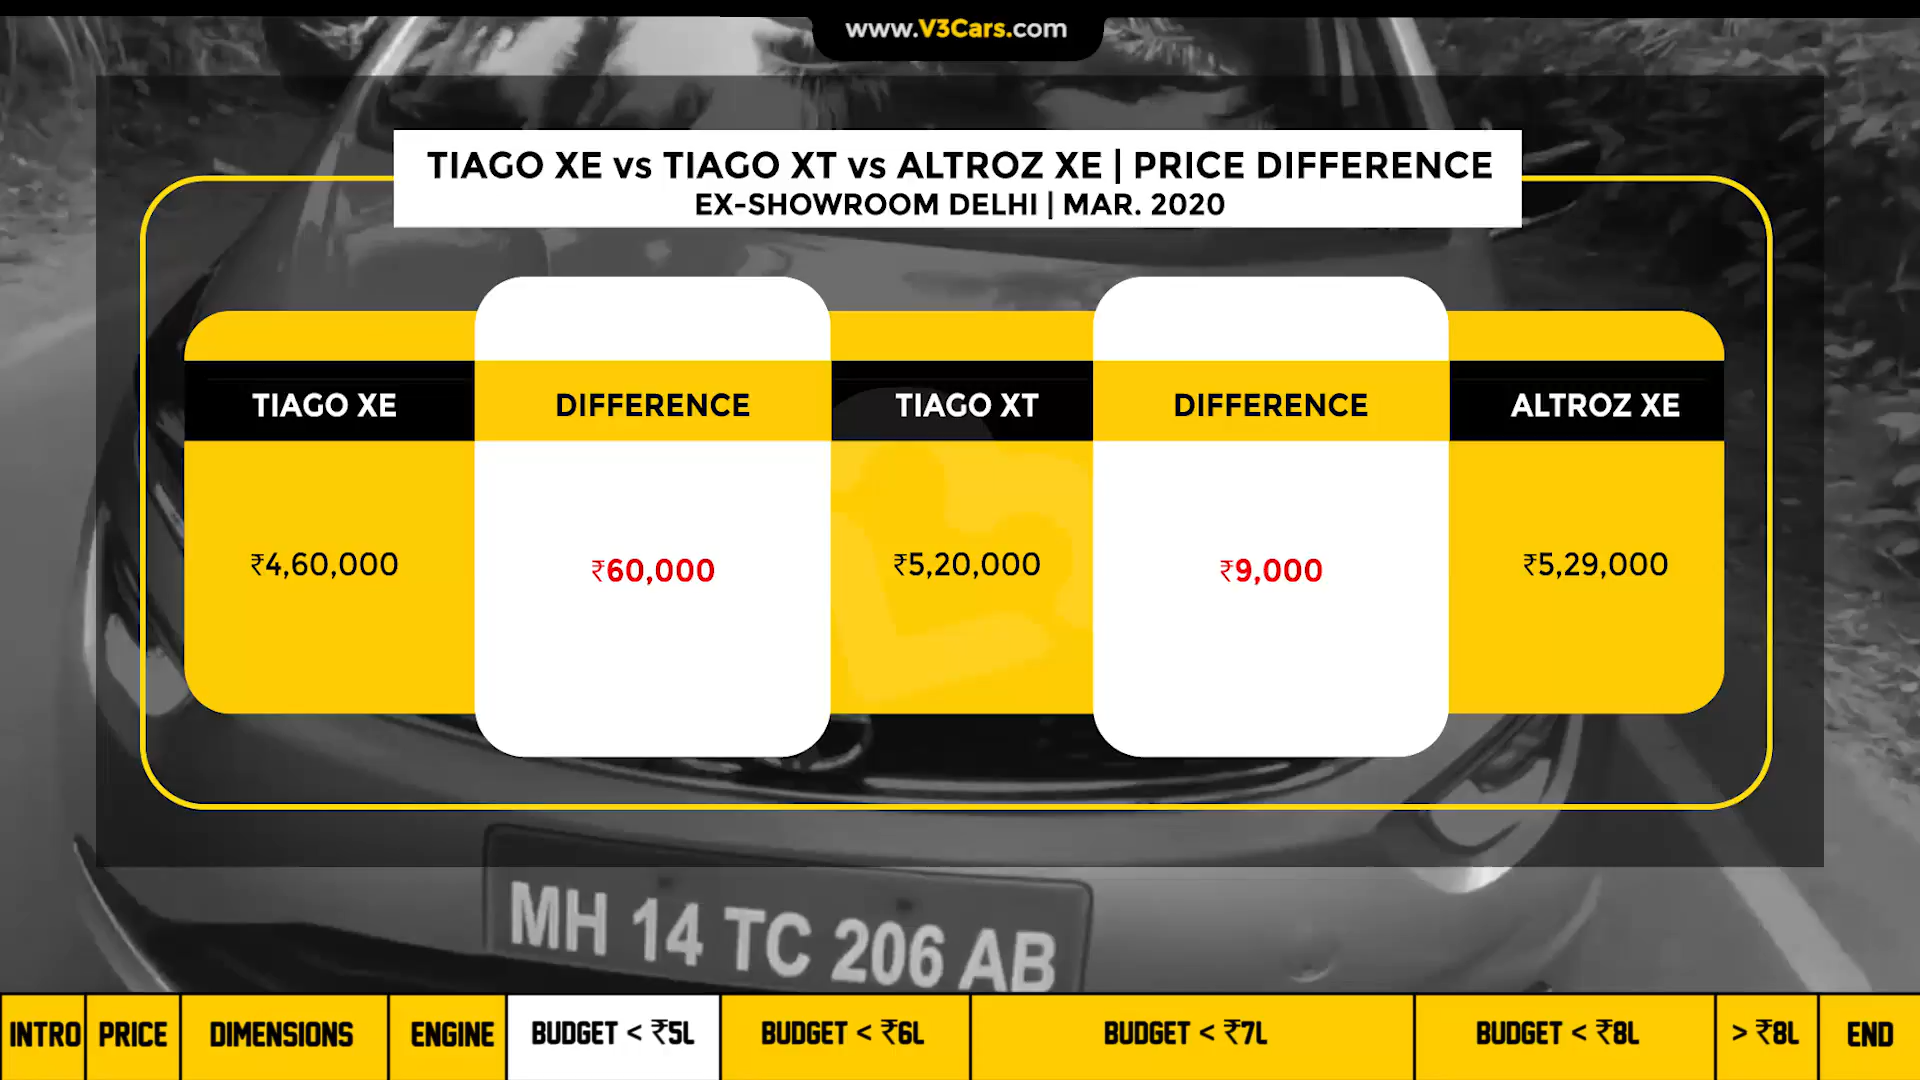 www.V3Cars.com
TIAGO XE vs TIAGO XT vs ALTROZ XE | PRICE DIFFERENCE
EX-SHOWROOM DELHI | MAR. 2020
TIAGO XE DIFFERENCE TIAGO XT DIFFERENCE ALTROZ XE
₹4,60,000 ₹60,000 ₹5,20,000 ₹9,000 ₹5,29,000
MH 14 TC 206 AB
INTRO PRICE DIMENSIONS ENGINE BUDGET < ₹5L BUDGET < ₹6L BUDGET < ₹7L BUDGET < ₹8L > ₹8L END